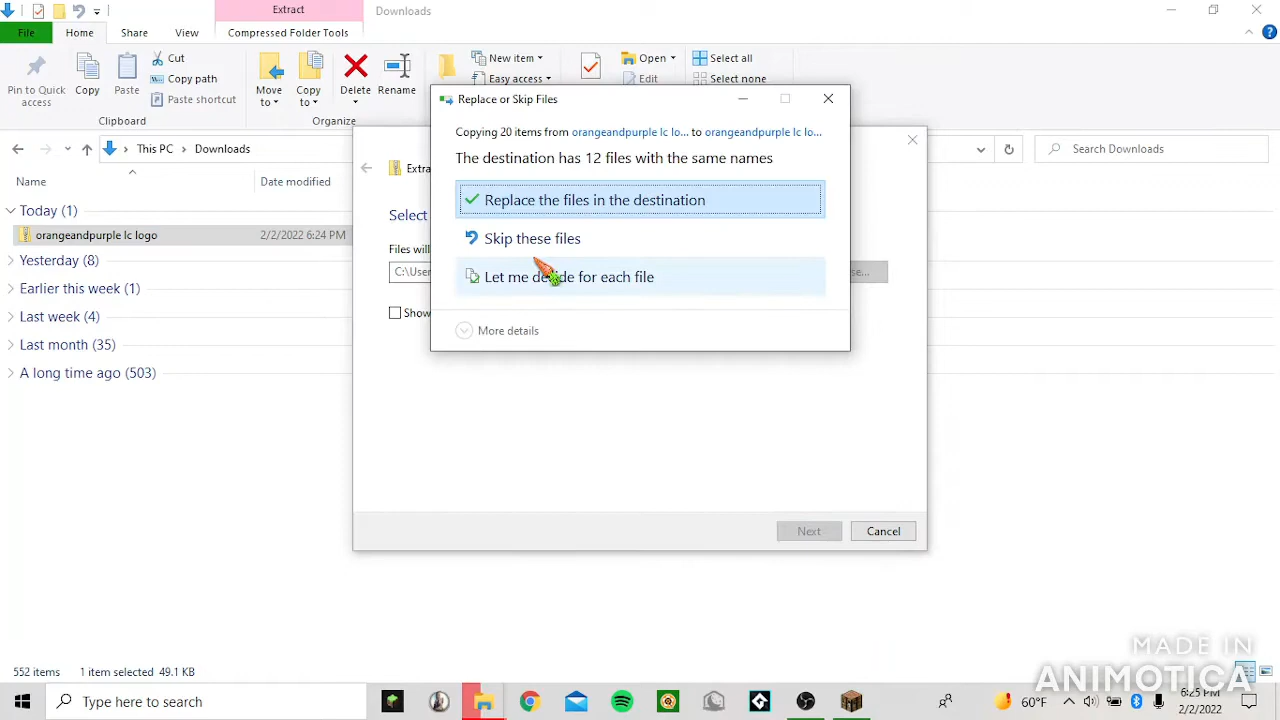 Extract
Downloads
File
Home
Share
View
Compressed Folder Tools
Pin to Quick access
Copy
Paste
Cut
Copy path
Paste shortcut
Clipboard
Move to
Copy to
Delete
Rename
Organize
New item
Easy access
Open
Edit
Select all
Select none
This PC > Downloads
Search Downloads
Name
Date modified
Today (1)
orangeandpurple lc logo
2/2/2022 6:24 PM
Yesterday (8)
Earlier this week (1)
Last week (4)
Last month (35)
A long time ago (503)
Select
Files will
C:\User
Show
Next
Cancel
Replace or Skip Files
Copying 20 items from orangeandpurple lc lo... to orangeandpurple lc lo...
The destination has 12 files with the same names
Replace the files in the destination
Skip these files
Let me decide for each file
More details
552 items
1 item selected 49.1 KB
MADE IN
ANIMOTICA
Type here to search
60°F
6:25 PM
2/2/2022